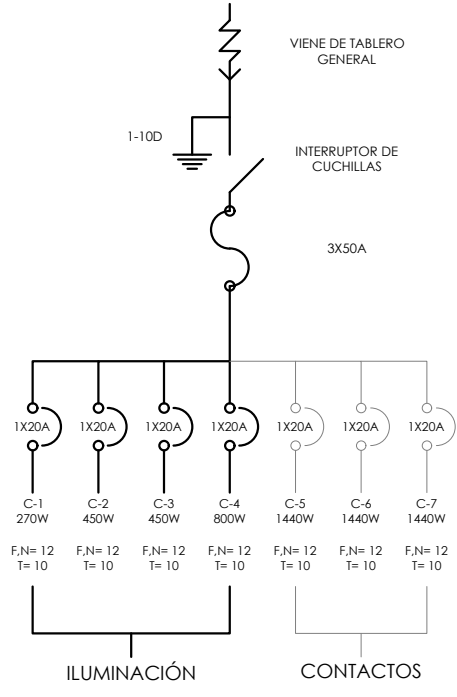 VIENE DE TABLERO
GENERAL
1-10D
INTERRUPTOR DE
CUCHILLAS
3X50A
1X20A 1X20A 1X20A 1X20A 1X20A 1X20A 1X20A
C-1 C-2 C-3 C-4 C-5 C-6 C-7
270W 450W 450W 800W 1440W 1440W 1440W
F,N= 12 F,N= 12 F,N= 12 F,N= 12 F,N= 12 F,N= 12 F,N= 12
T= 10 T= 10 T= 10 T= 10 T= 10 T= 10 T= 10
ILUMINACIÓN CONTACTOS